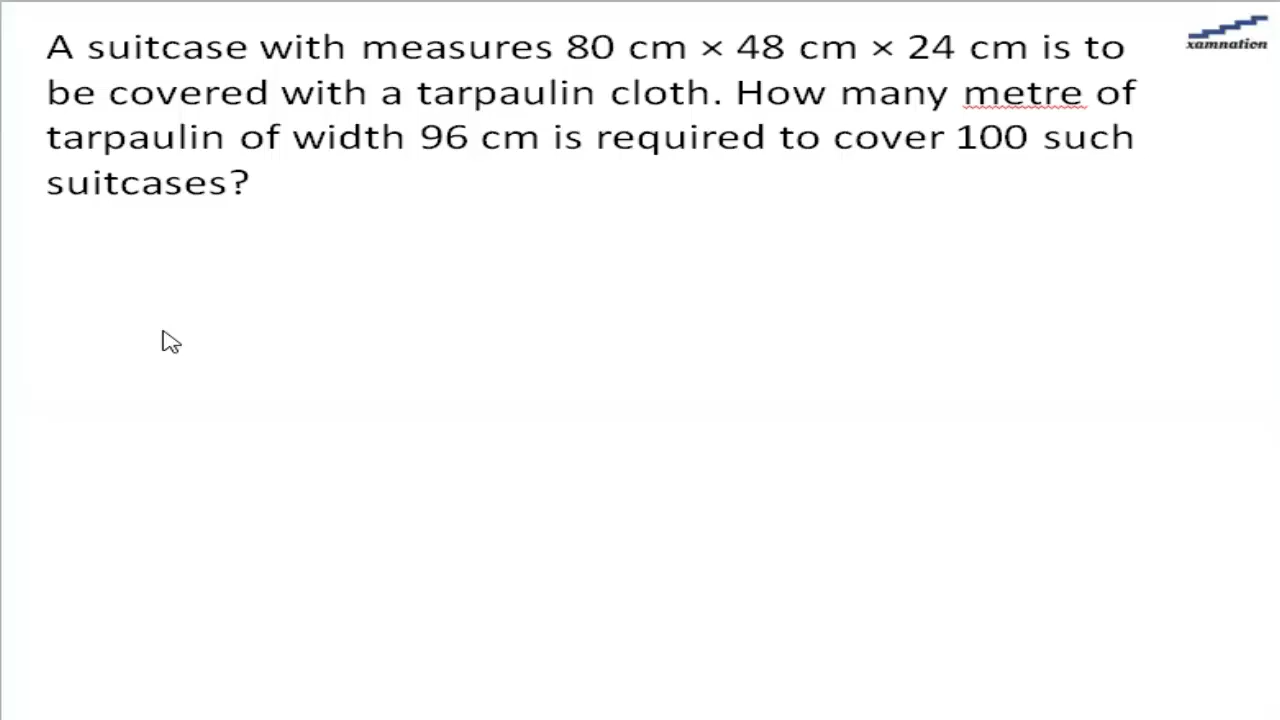 A suitcase with measures 80 cm × 48 cm × 24 cm is to
be covered with a tarpaulin cloth. How many metre of
tarpaulin of width 96 cm is required to cover 100 such
suitcases?
xamnation